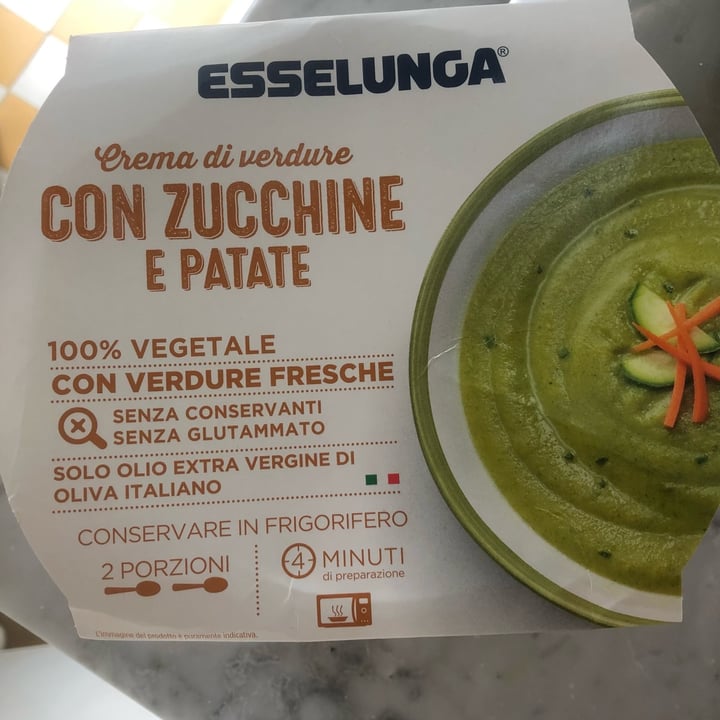 ESSELUNGA®
Crema di verdure
CON ZUCCHINE
E PATATE
100% VEGETALE
CON VERDURE FRESCHE
SENZA CONSERVANTI
SENZA GLUTAMMATO
SOLO OLIO EXTRA VERGINE DI
OLIVA ITALIANO
CONSERVARE IN FRIGORIFERO
2 PORZIONI
4 MINUTI
di preparazione
L'immagine del prodotto è puramente indicativa.